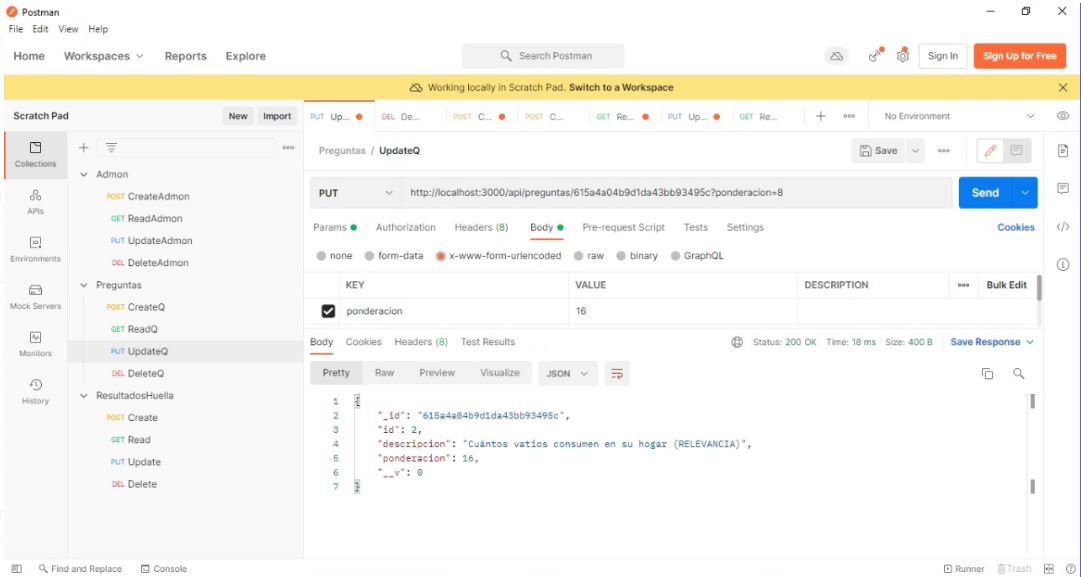 Postman
File Edit View Help
Home Workspaces Reports Explore Search Postman Sign In Sign Up for Free
Working locally in Scratch Pad. Switch to a Workspace
Scratch Pad New Import
PUT Up... DEL De... POST C... POST C... GET Re... PUT Up... GET Re... No Environment
Collections
APIs
Environments
Mock Servers
Monitors
History
Admon
POST CreateAdmon
GET ReadAdmon
PUT UpdateAdmon
DEL DeleteAdmon
Preguntas
POST CreateQ
GET ReadQ
PUT UpdateQ
DEL DeleteQ
ResultadosHuella
POST Create
GET Read
PUT Update
DEL Delete
Preguntas / UpdateQ Save
PUT http://localhost:3000/api/preguntas/615a4a04b9d1da43bb93495c?ponderacion=8 Send
Params Authorization Headers (8) Body Pre-request Script Tests Settings Cookies
none form-data x-www-form-urlencoded raw binary GraphQL
KEY VALUE DESCRIPTION Bulk Edit
ponderacion 16
Body Cookies Headers (8) Test Results Status: 200 OK Time: 18 ms Size: 400 B Save Response
Pretty Raw Preview Visualize JSON
1 {
2 "_id": "615a4a04b9d1da43bb93495c",
3 "id": 2,
4 "descripcion": "Cuántos vatios consumen en su hogar (RELEVANCIA)",
5 "ponderacion": 16,
6 "__v": 0
7 }
Find and Replace Console Runner Trash